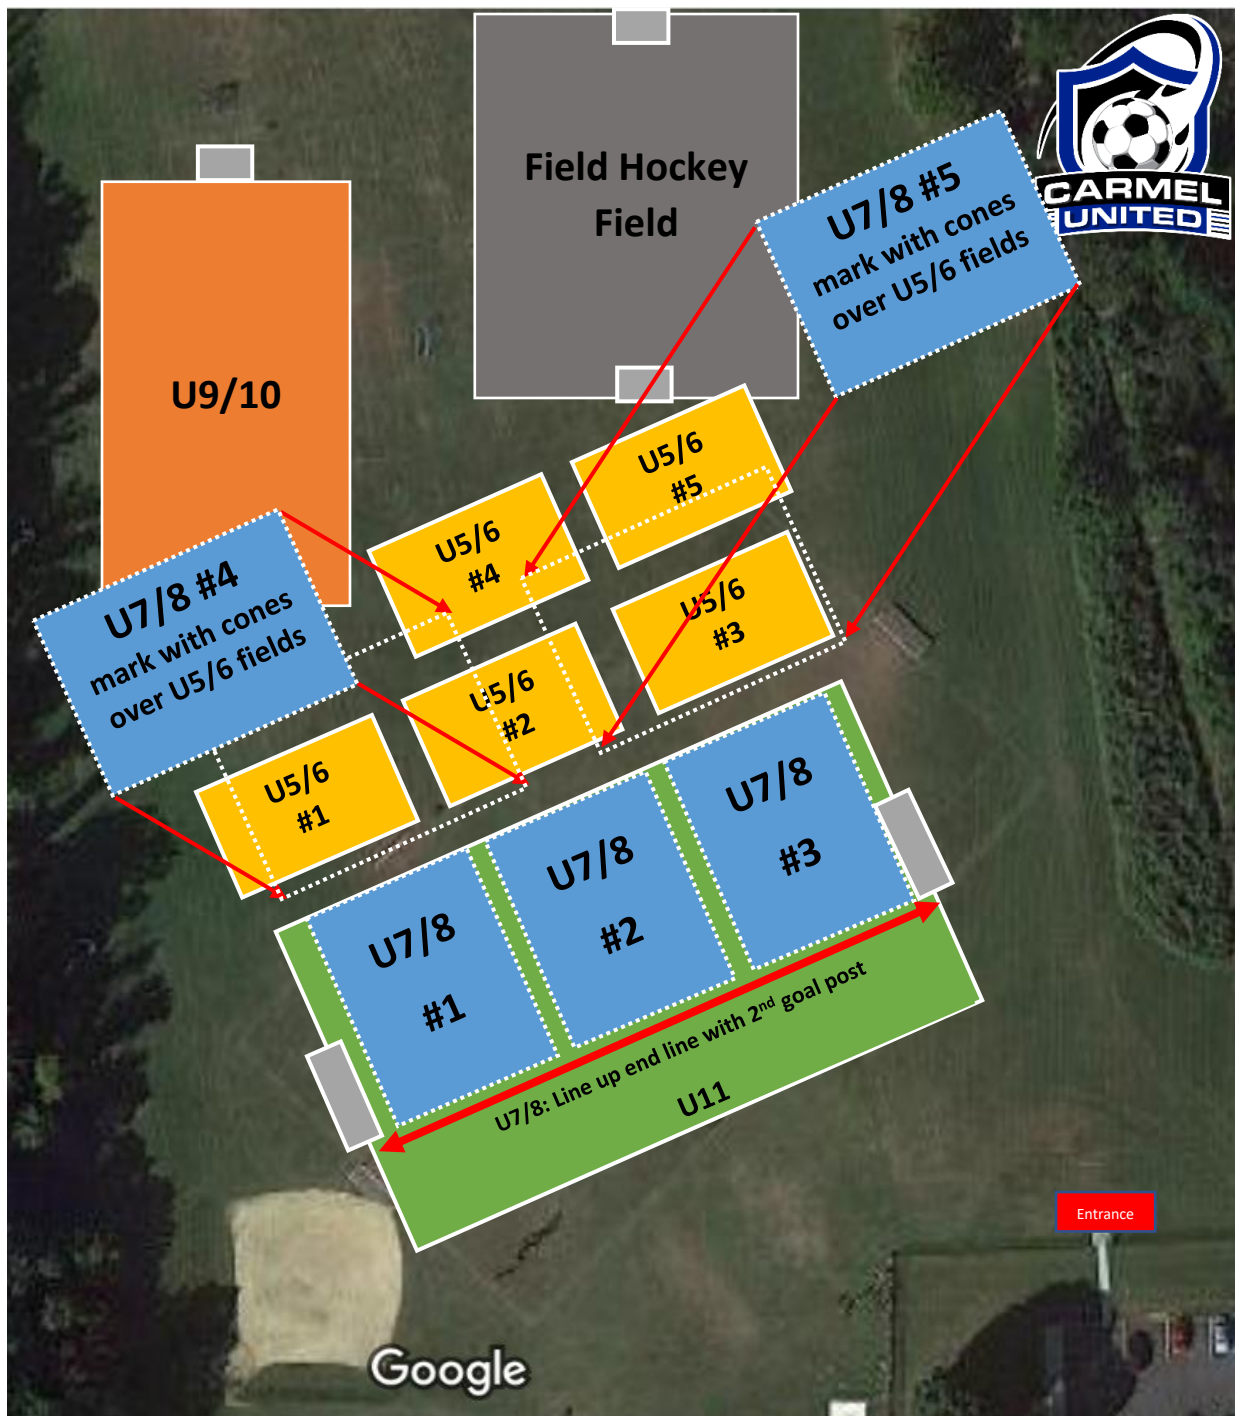 CARMEL
UNITED
Field Hockey
Field
U7/8 #5
mark with cones
over U5/6 fields
U9/10
U5/6
#5
U5/6
#4
U7/8 #4
mark with cones
over U5/6 fields
U5/6
#3
U5/6
#2
U5/6
#1
U7/8
#3
U7/8
#2
U7/8
#1
U7/8: Line up end line with 2nd goal post
U11
Entrance
Google